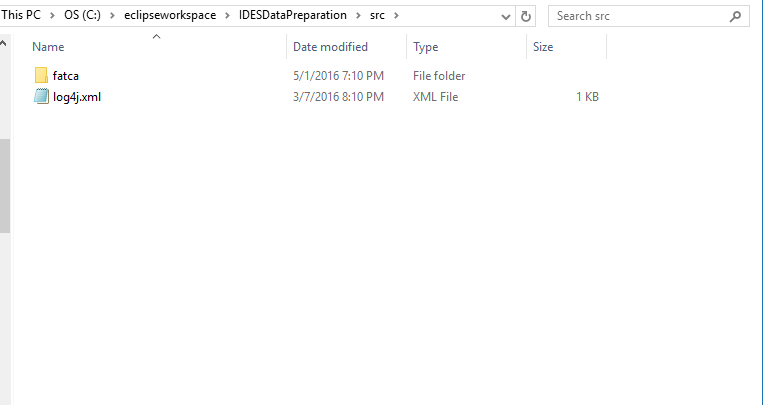 This PC > OS (C:) > eclipseworkspace > IDESDataPreparation > src > Search src
Name Date modified Type Size
fatca 5/1/2016 7:10 PM File folder
log4j.xml 3/7/2016 8:10 PM XML File 1 KB